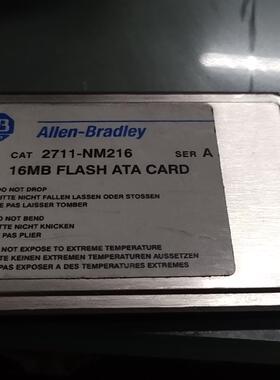 AB
Allen-Bradley
CAT 2711-NM216 SER A
16MB FLASH ATA CARD
DO NOT DROP
BITTE NICHT FALLEN LASSEN ODER STOSSEN
NE PAS LAISSER TOMBER
DO NOT BEND
BITTE NICHT KNICKEN
NE PAS PLIER
DO NOT EXPOSE TO EXTREME TEMPERATURE
BITTE KEINEN EXTREMEN TEMPERATUREN AUSSETZEN
NE PAS EXPOSER A DES TEMPERATURES EXTREMES